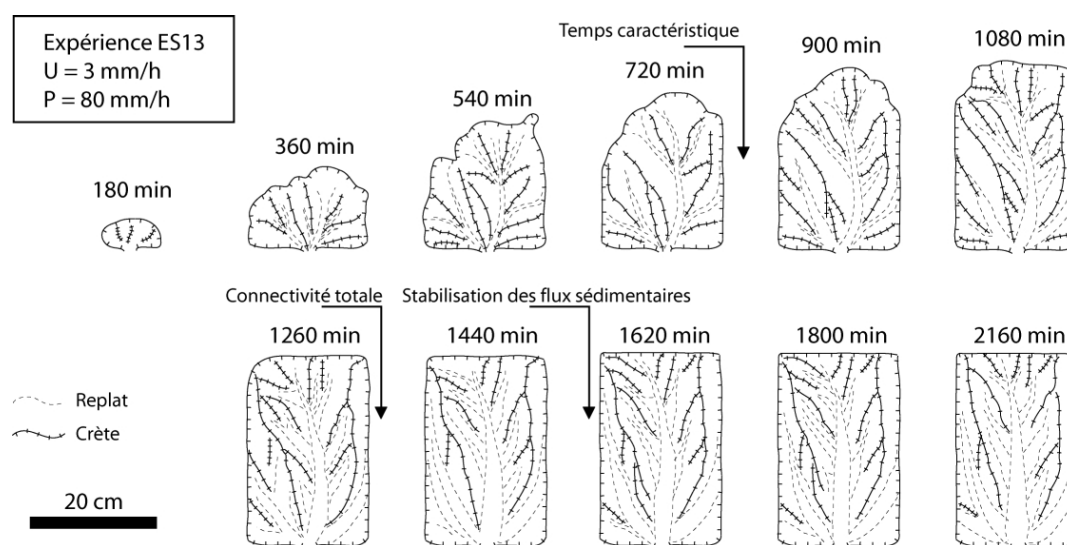 Expérience ES13
U = 3 mm/h
P = 80 mm/h
180 min
360 min
540 min
Temps caractéristique
720 min
900 min
1080 min
Connectivité totale
Stabilisation des flux sédimentaires
1260 min
1440 min
1620 min
1800 min
2160 min
Replat
Crète
20 cm